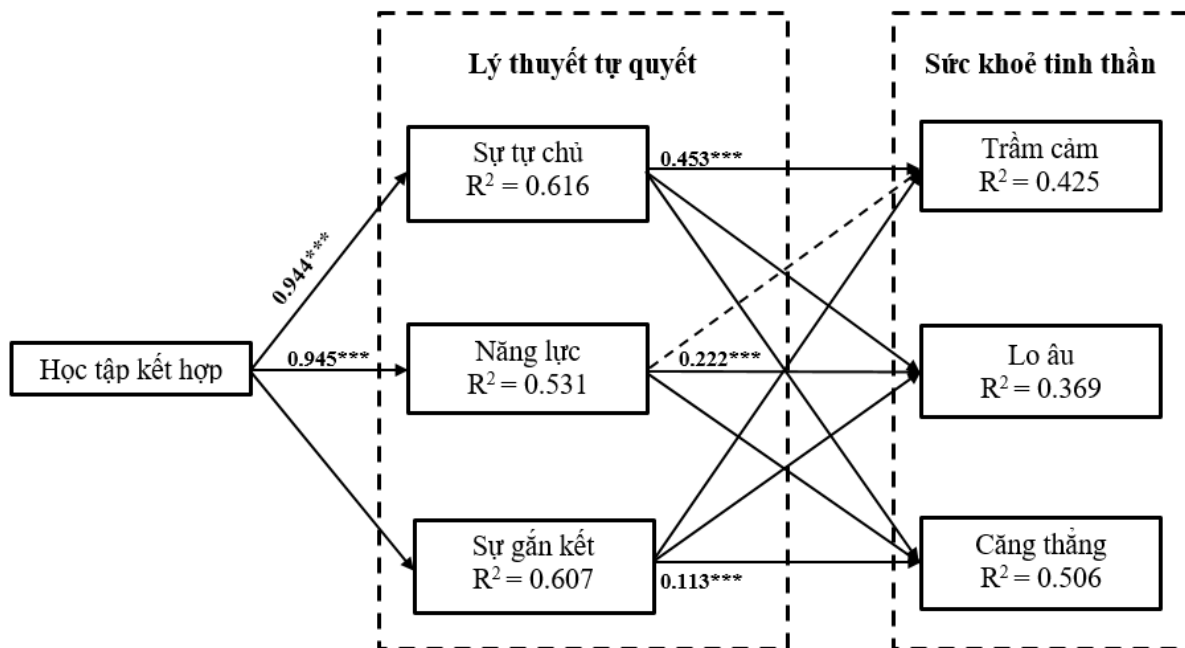 Lý thuyết tự quyết
Sức khoẻ tinh thần
Sự tự chủ
R² = 0.616
0.453***
Trầm cảm
R² = 0.425
0.944***
Học tập kết hợp
0.945***
Năng lực
R² = 0.531
0.222***
Lo âu
R² = 0.369
Sự gắn kết
R² = 0.607
0.113***
Căng thẳng
R² = 0.506